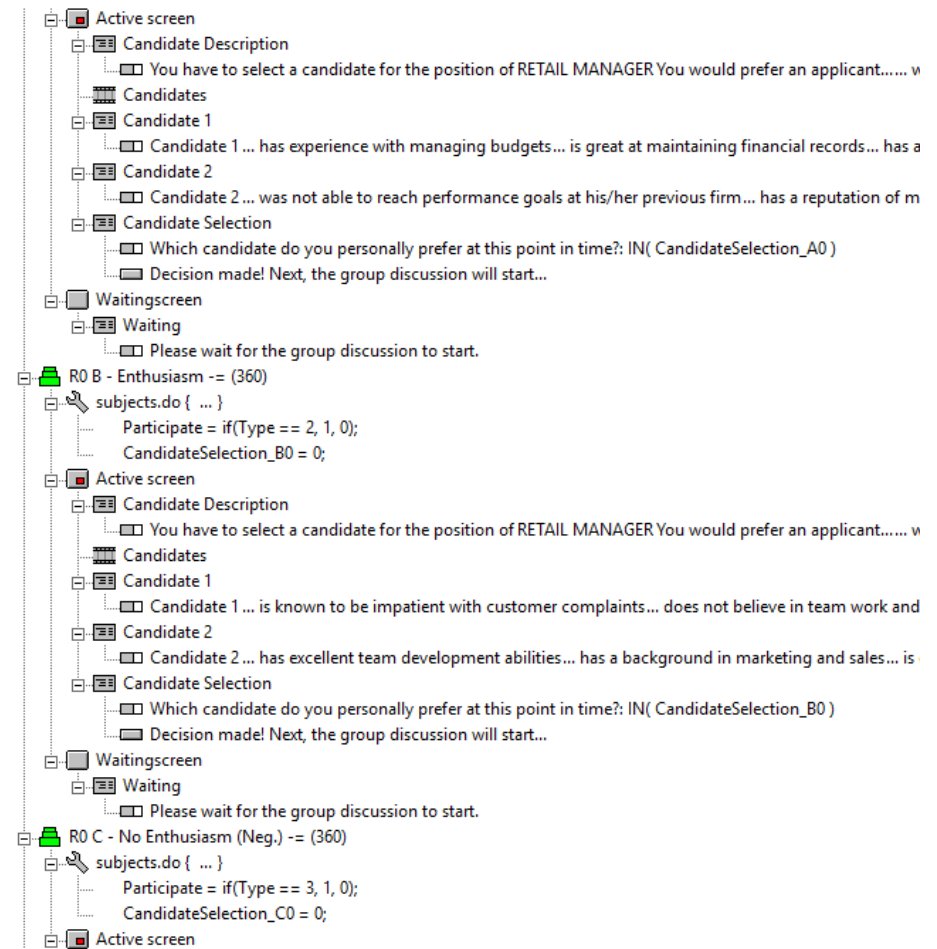 Active screen
Candidate Description
You have to select a candidate for the position of RETAIL MANAGER You would prefer an applicant...... w
Candidates
Candidate 1
Candidate 1 ... has experience with managing budgets... is great at maintaining financial records... has a
Candidate 2
Candidate 2 ... was not able to reach performance goals at his/her previous firm... has a reputation of m
Candidate Selection
Which candidate do you personally prefer at this point in time?: IN( CandidateSelection_A0 )
Decision made! Next, the group discussion will start...
Waitingscreen
Waiting
Please wait for the group discussion to start.
R0 B - Enthusiasm -= (360)
subjects.do { ... }
Participate = if(Type == 2, 1, 0);
CandidateSelection_B0 = 0;
Active screen
Candidate Description
You have to select a candidate for the position of RETAIL MANAGER You would prefer an applicant...... w
Candidates
Candidate 1
Candidate 1 ... is known to be impatient with customer complaints... does not believe in team work and
Candidate 2
Candidate 2 ... has excellent team development abilities... has a background in marketing and sales... is
Candidate Selection
Which candidate do you personally prefer at this point in time?: IN( CandidateSelection_B0 )
Decision made! Next, the group discussion will start...
Waitingscreen
Waiting
Please wait for the group discussion to start.
R0 C - No Enthusiasm (Neg.) -= (360)
subjects.do { ... }
Participate = if(Type == 3, 1, 0);
CandidateSelection_C0 = 0;
Active screen